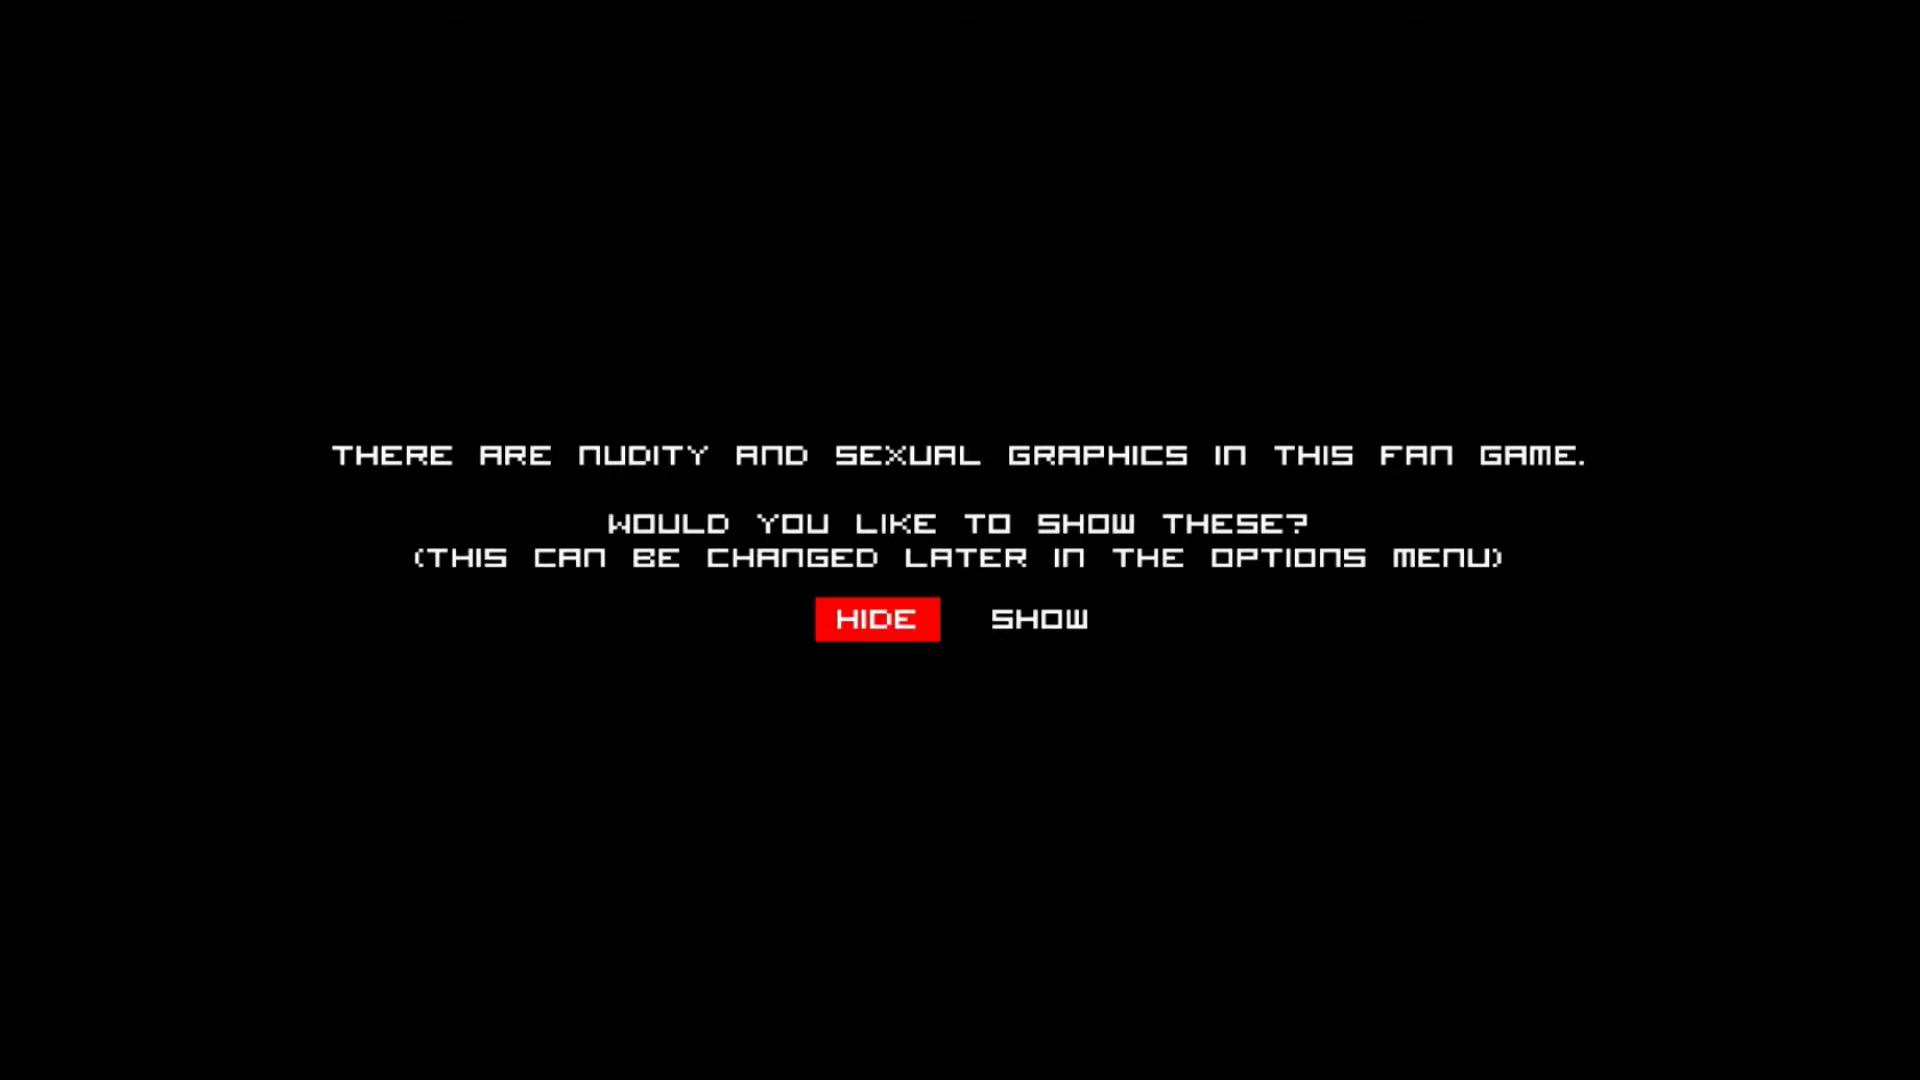 THERE ARE NUDITY AND SEXUAL GRAPHICS IN THIS FAN GAME.
WOULD YOU LIKE TO SHOW THESE?
(THIS CAN BE CHANGED LATER IN THE OPTIONS MENU)
HIDE SHOW